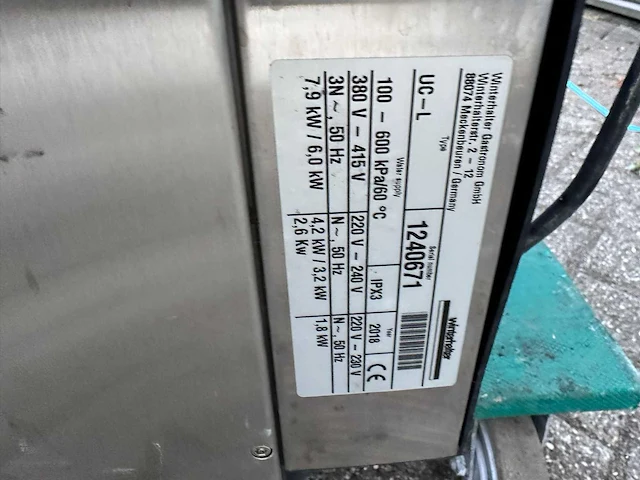 Winterhalter Gastronom GmbH
Winterhalterstr. 2 – 12
88074 Meckenbeuren / Germany
winterhalter
Type
Serial number
UC–L
1240671
Water supply
Year
100 – 600 kPa/60 °C
IPX3
2018
CE
380 V – 415 V
220 V – 240 V
220 V – 230 V
3N ~, 50 Hz
N ~, 50 Hz
N ~, 50 Hz
7,9 kW / 6,0 kW
4,2 kW / 3,2 kW
1,8 kW
2,6 kW